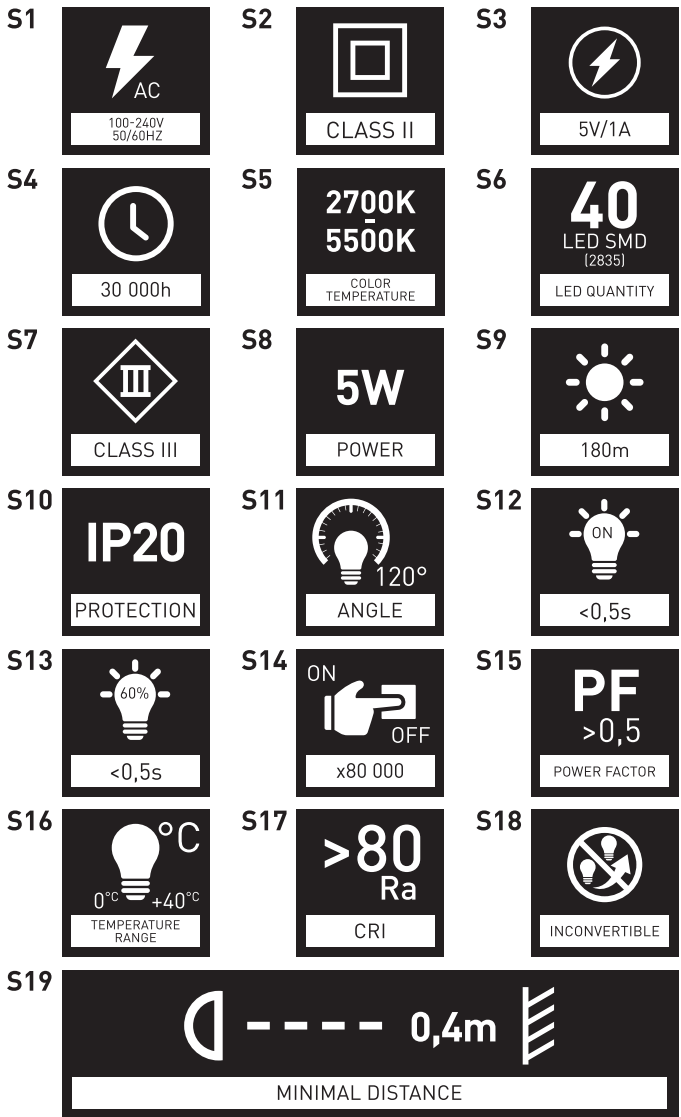 S1
AC
100-240V
50/60HZ
S2
CLASS II
S3
5V/1A
S4
30 000h
S5
2700K
-
5500K
COLOR
TEMPERATURE
S6
40
LED SMD
(2835)
LED QUANTITY
S7
III
CLASS III
S8
5W
POWER
S9
180m
S10
IP20
PROTECTION
S11
120°
ANGLE
S12
ON
<0,5s
S13
60%
<0,5s
S14
ON
OFF
x80 000
S15
PF
>0,5
POWER FACTOR
S16
°C
0°C +40°C
TEMPERATURE
RANGE
S17
>80
Ra
CRI
S18
INCONVERTIBLE
S19
0,4m
MINIMAL DISTANCE